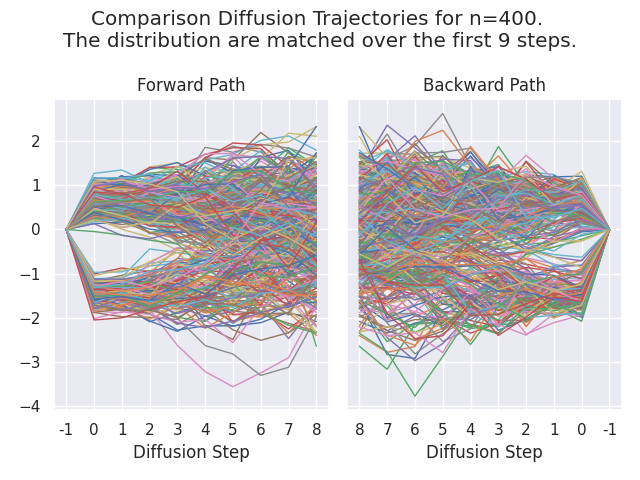 Comparison Diffusion Trajectories for n=400.
The distribution are matched over the first 9 steps.
Forward Path
Backward Path
2
1
0
−1
−2
−3
−4
-1 0 1 2 3 4 5 6 7 8
8 7 6 5 4 3 2 1 0 -1
Diffusion Step
Diffusion Step